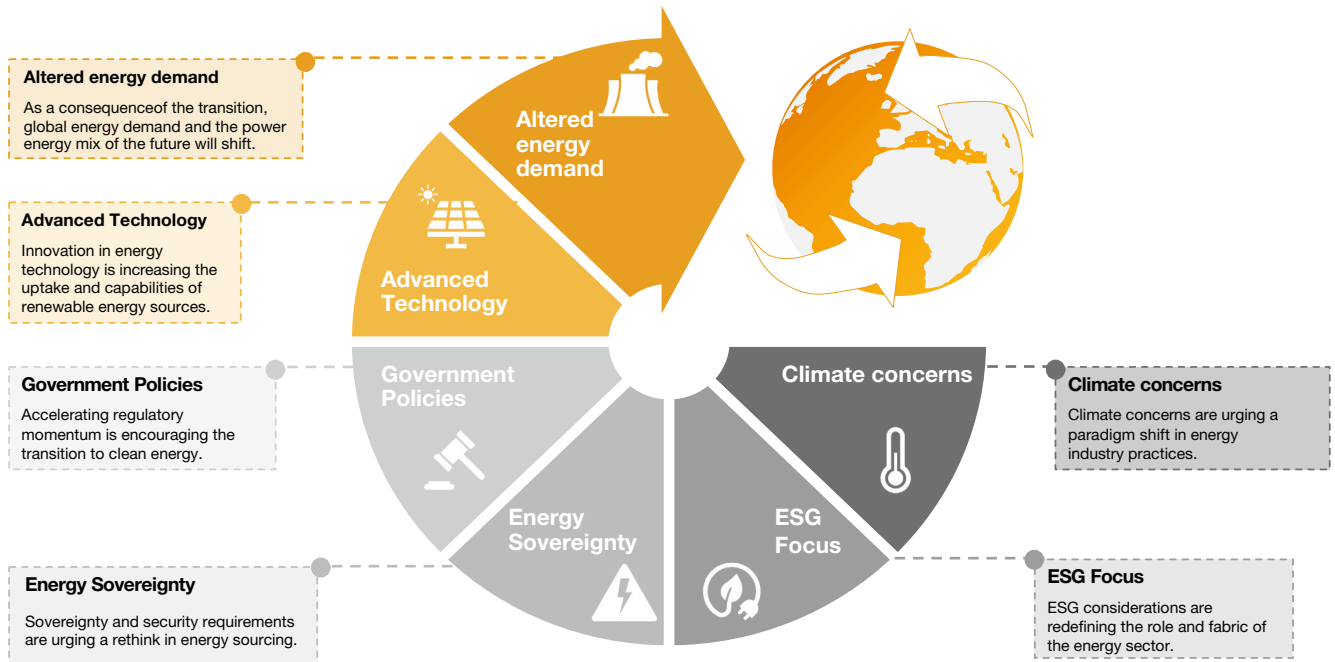 Altered energy demand
As a consequenceof the transition,
global energy demand and the power
energy mix of the future will shift.
Advanced Technology
Innovation in energy
technology is increasing the
uptake and capabilities of
renewable energy sources.
Government Policies
Accelerating regulatory
momentum is encouraging the
transition to clean energy.
Energy Sovereignty
Sovereignty and security requirements
are urging a rethink in energy sourcing.
Altered
energy
demand
Advanced
Technology
Government
Policies
Energy
Sovereignty
ESG
Focus
Climate concerns
Climate concerns
Climate concerns are urging a
paradigm shift in energy
industry practices.
ESG Focus
ESG considerations are
redefining the role and fabric of
the energy sector.